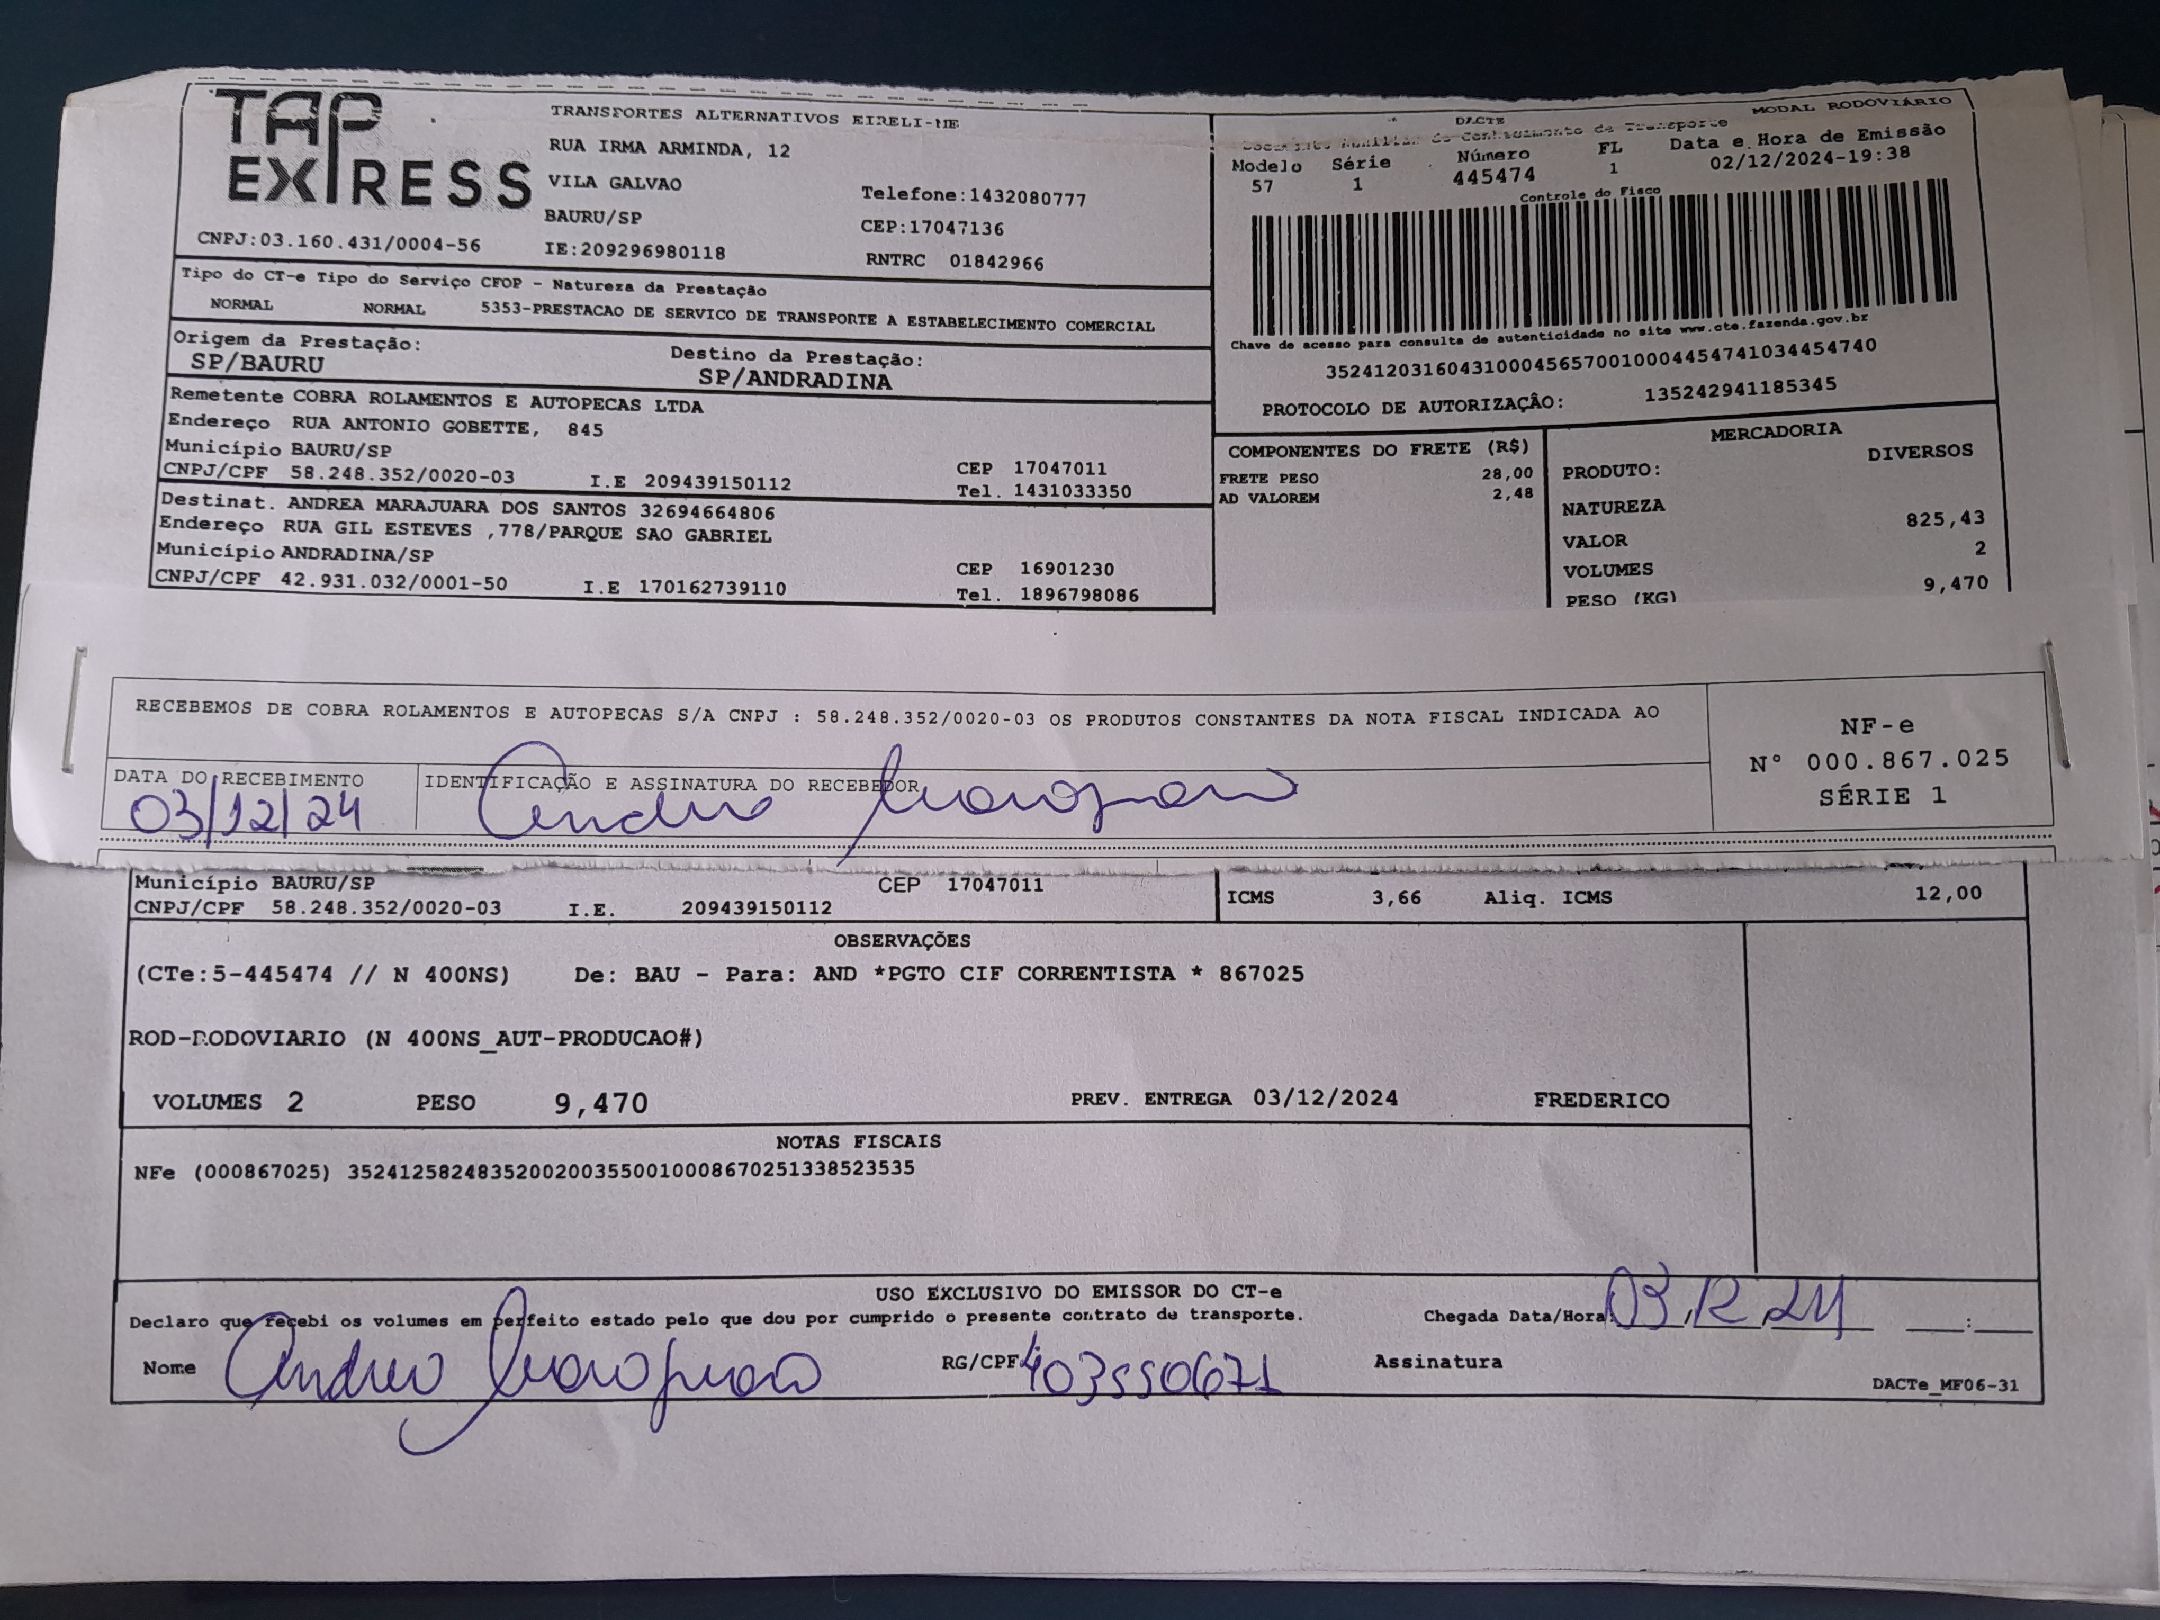 TAP EXPRESS
TRANSPORTES ALTERNATIVOS EIRELI-ME
RUA IRMA ARMINDA, 12
VILA GALVAO
Telefone:1432080777
BAURU/SP
CEP:17047136
CNPJ:03.160.431/0004-56
IE:209296980118
RNTRC 01842966
DACTE
MODAL RODOVIÁRIO
Documento Auxiliar do Conhecimento de Transporte
Modelo Série Número FL Data e Hora de Emissão
57 1 445474 1 02/12/2024-19:38
Controle do Fisco
Chave de acesso para consulta de autenticidade no site www.cte.fazenda.gov.br
35241203160431000456570010004454741034454740
PROTOCOLO DE AUTORIZAÇÂO: 135242941185345
Tipo do CT-e Tipo do Serviço CFOP - Natureza da Prestação
NORMAL NORMAL 5353-PRESTACAO DE SERVICO DE TRANSPORTE A ESTABELECIMENTO COMERCIAL
Origem da Prestação: Destino da Prestação:
SP/BAURU SP/ANDRADINA
Remetente COBRA ROLAMENTOS E AUTOPECAS LTDA
Endereço RUA ANTONIO GOBETTE, 845
Município BAURU/SP CEP 17047011
CNPJ/CPF 58.248.352/0020-03 I.E 209439150112 Tel. 1431033350
Destinat. ANDREA MARAJUARA DOS SANTOS 32694664806
Endereço RUA GIL ESTEVES ,778/PARQUE SAO GABRIEL
Município ANDRADINA/SP CEP 16901230
CNPJ/CPF 42.931.032/0001-50 I.E 170162739110 Tel. 1896798086
COMPONENTES DO FRETE (R$)
FRETE PESO 28,00
AD VALOREM 2,48
MERCADORIA
PRODUTO: DIVERSOS
NATUREZA
VALOR 825,43
VOLUMES 2
PESO (KG) 9,470
RECEBEMOS DE COBRA ROLAMENTOS E AUTOPECAS S/A CNPJ : 58.248.352/0020-03 OS PRODUTOS CONSTANTES DA NOTA FISCAL INDICADA AO
NF-e
N° 000.867.025
SÉRIE 1
DATA DO RECEBIMENTO IDENTIFICAÇÃO E ASSINATURA DO RECEBEDOR
03/12/24
Município BAURU/SP CEP 17047011
CNPJ/CPF 58.248.352/0020-03 I.E. 209439150112
ICMS 3,66 Aliq. ICMS 12,00
OBSERVAÇÕES
(CTe:5-445474 // N 400NS) De: BAU - Para: AND *PGTO CIF CORRENTISTA * 867025
ROD-RODOVIARIO (N 400NS_AUT-PRODUCAO#)
VOLUMES 2 PESO 9,470 PREV. ENTREGA 03/12/2024 FREDERICO
NOTAS FISCAIS
NFe (000867025) 35241258248352002003550010008670251338523535
USO EXCLUSIVO DO EMISSOR DO CT-e
Declaro que recebi os volumes em perfeito estado pelo que dou por cumprido o presente contrato de transporte. Chegada Data/Hora: 03 12 24 :
Nome RG/CPF 403550671 Assinatura
DACTe_MF06-31